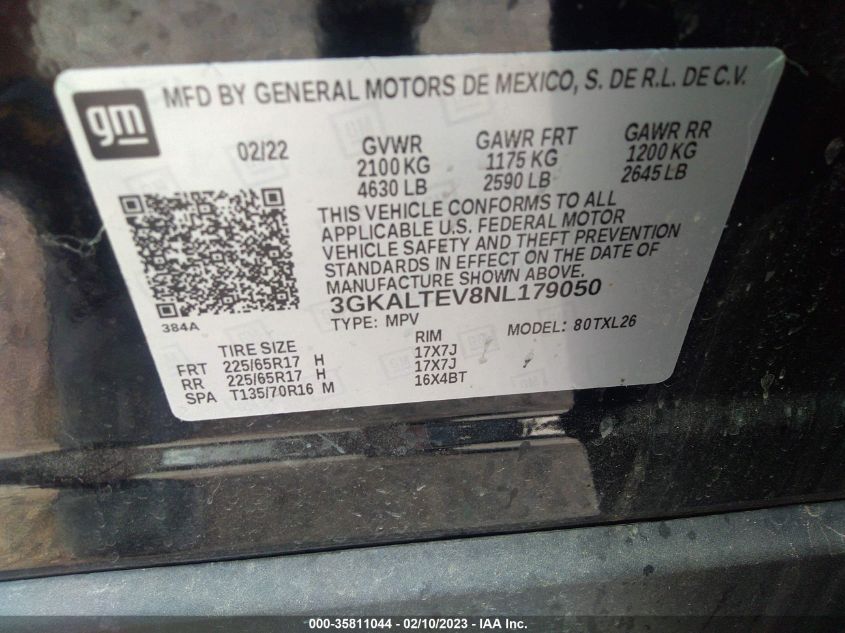 gm
MFD BY GENERAL MOTORS DE MEXICO, S. DE R.L. DE C.V.
02/22 GVWR GAWR FRT GAWR RR
2100 KG 1175 KG 1200 KG
4630 LB 2590 LB 2645 LB
THIS VEHICLE CONFORMS TO ALL
APPLICABLE U.S. FEDERAL MOTOR
VEHICLE SAFETY AND THEFT PREVENTION
STANDARDS IN EFFECT ON THE DATE OF
MANUFACTURE SHOWN ABOVE.
3GKALTEV8NL179050
384A TYPE: MPV MODEL: 80TXL26
TIRE SIZE RIM
FRT 225/65R17 H 17X7J
RR 225/65R17 H 17X7J
SPA T135/70R16 M 16X4BT
000-35811044 - 02/10/2023 - IAA Inc.